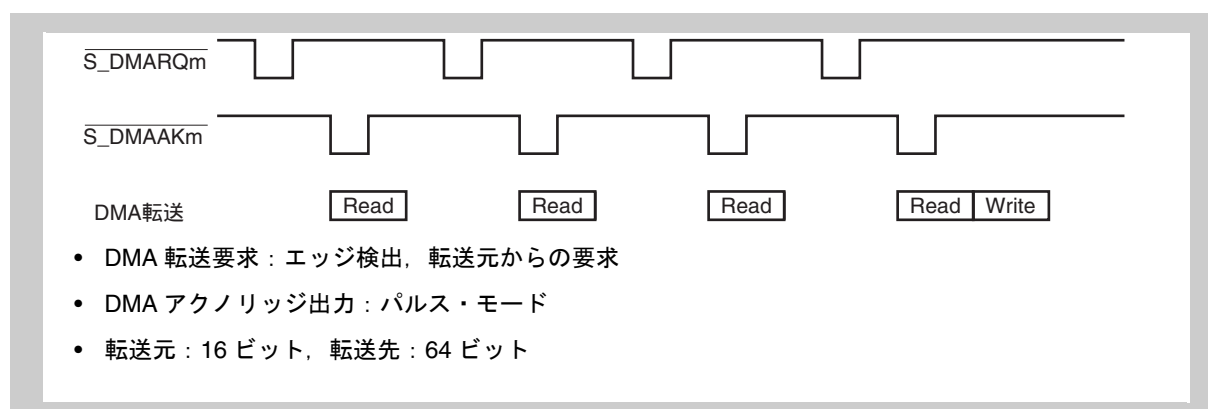 S_DMARQm
S_DMAAKm
DMA転送 Read Read Read Read Write
• DMA 転送要求：エッジ検出，転送元からの要求
• DMA アクノリッジ出力：パルス・モード
• 転送元：16 ビット，転送先：64 ビット